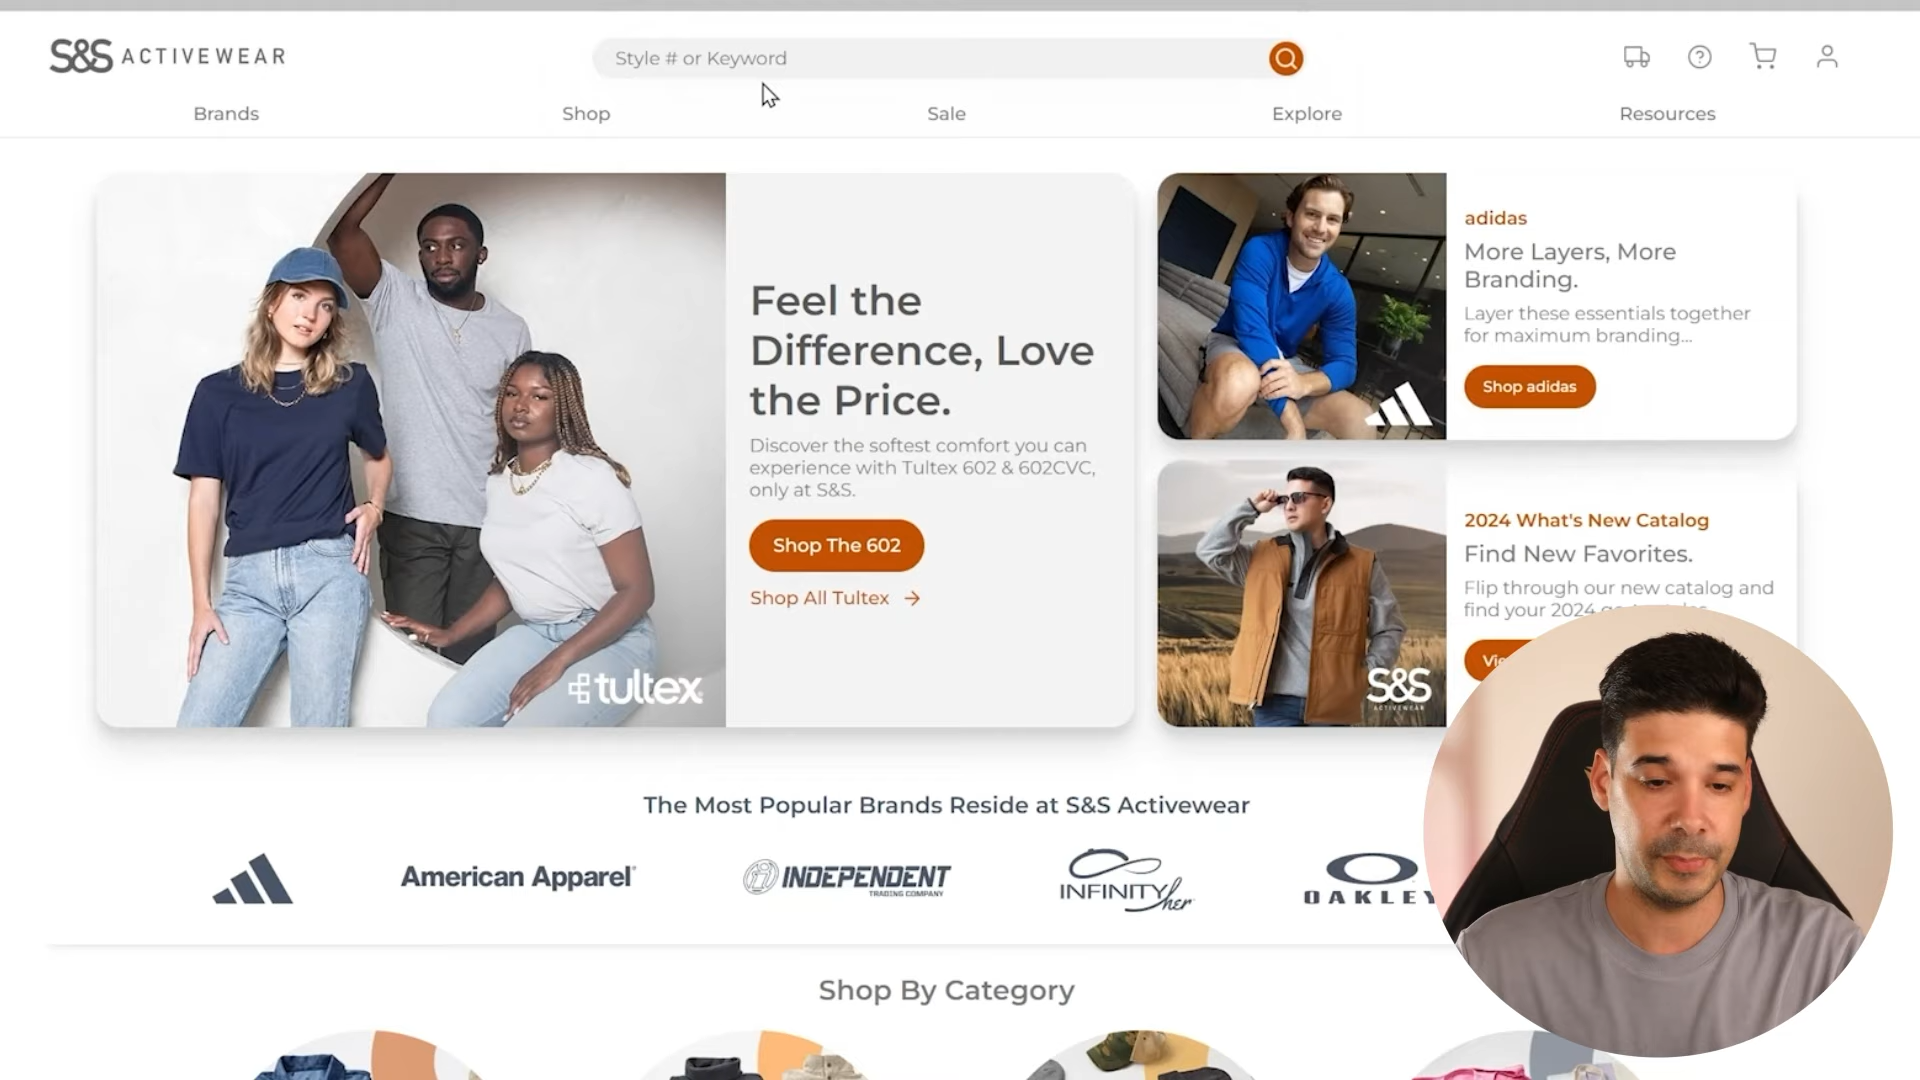 S&S ACTIVEWEAR
Style # or Keyword
Brands
Shop
Sale
Explore
Resources
Feel the
Difference, Love
the Price.
Discover the softest comfort you can
experience with Tultex 602 & 602CVC,
only at S&S.
Shop The 602
Shop All Tultex
tultex
adidas
More Layers, More
Branding.
Layer these essentials together
for maximum branding...
Shop adidas
2024 What's New Catalog
Find New Favorites.
Flip through our new catalog and
find your 2024
S&S
ACTIVEWEAR
The Most Popular Brands Reside at S&S Activewear
American Apparel®
INDEPENDENT
TRADING COMPANY
INFINITY her
OAKLEY
Shop By Category